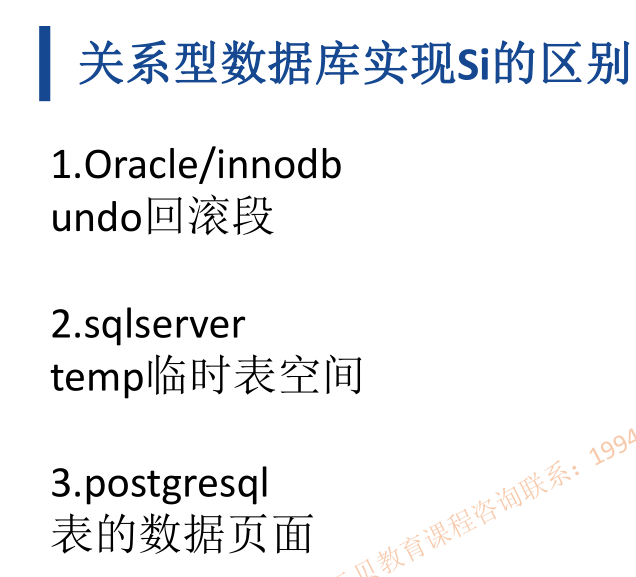 关系型数据库实现Si的区别
1.Oracle/innodb
undo回滚段
2.sqlserver
temp临时表空间
3.postgresql
表的数据页面
贝教育课程咨询联系：1994